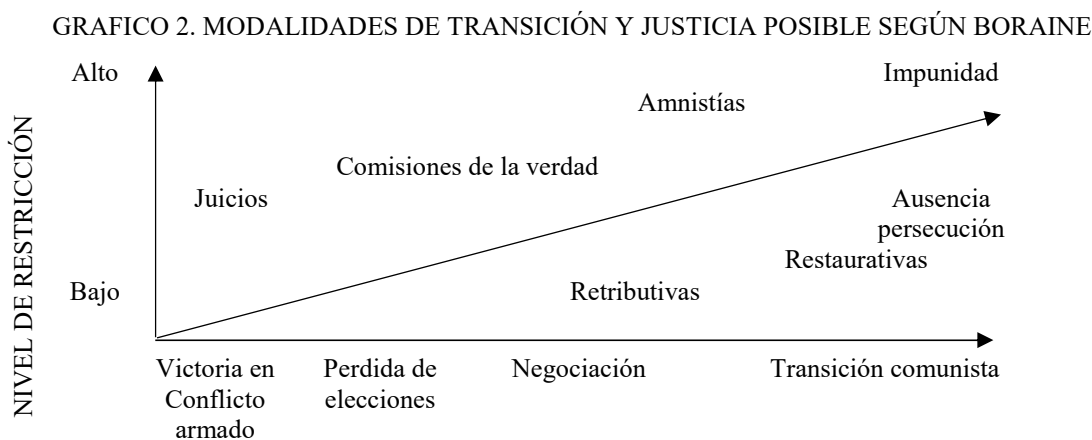 GRAFICO 2. MODALIDADES DE TRANSICIÓN Y JUSTICIA POSIBLE SEGÚN BORAINE
NIVEL DE RESTRICCIÓN
Alto
Impunidad
Amnistías
Comisiones de la verdad
Juicios
Ausencia
persecución
Restaurativas
Bajo
Retributivas
Victoria en
Conflicto
armado
Perdida de
elecciones
Negociación
Transición comunista